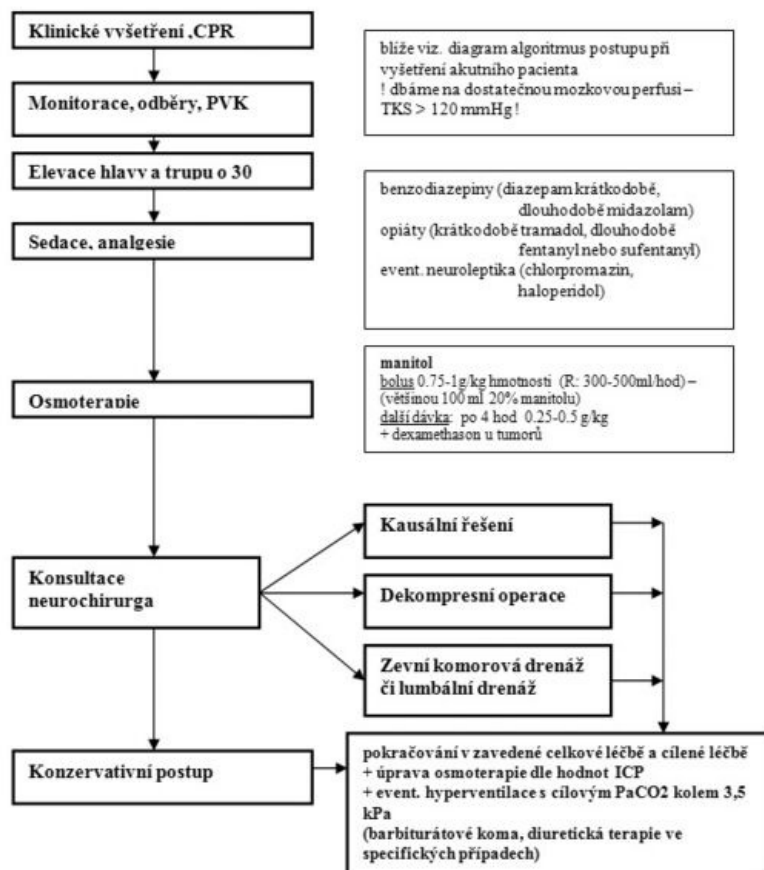 Klinické vvšetření ,CPR
blíže viz. diagram algoritmus postupu při
vyšetření akutního pacienta
! dbáme na dostatečnou mozkovou perfusi –
TKS > 120 mmHg !
Monitorace, odběry, PVK
Elevace hlavy a trupu o 30
benzodiazepiny (diazepam krátkodobě,
dlouhodobě midazolam)
opiáty (krátkodobě tramadol, dlouhodobě
fentanyl nebo sufentanyl)
event. neuroleptika (chlorpromazin,
haloperidol)
Sedace, analgesie
manitol
bolus 0.75-1g/kg hmotnosti (R: 300-500ml/hod) –
(většinou 100 ml 20% manitolu)
další dávka: po 4 hod 0.25-0.5 g/kg
+ dexamethason u tumorů
Osmoterapie
Kausální řešení
Konsultace
neurochirurga
Dekompresní operace
Zevní komorová drenáž
či lumbální drenáž
Konzervativní postup
pokračování v zavedené celkové léčbě a cílené léčbě
+ úprava osmoterapie dle hodnot ICP
+ event. hyperventilace s cílovým PaCO2 kolem 3,5
kPa
(barbiturátové koma, diuretická terapie ve
specifických případech)